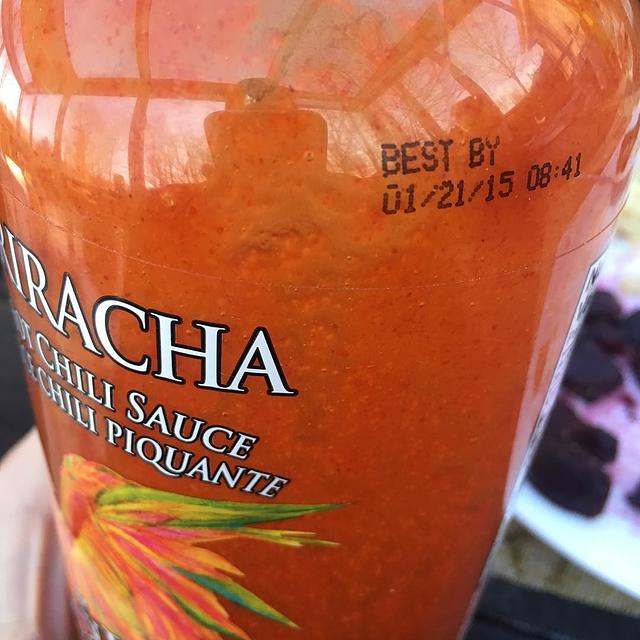 BEST BY
01/21/15 08:41
RIRACHA
CHILI SAUCE
CHILI PIQUANTE